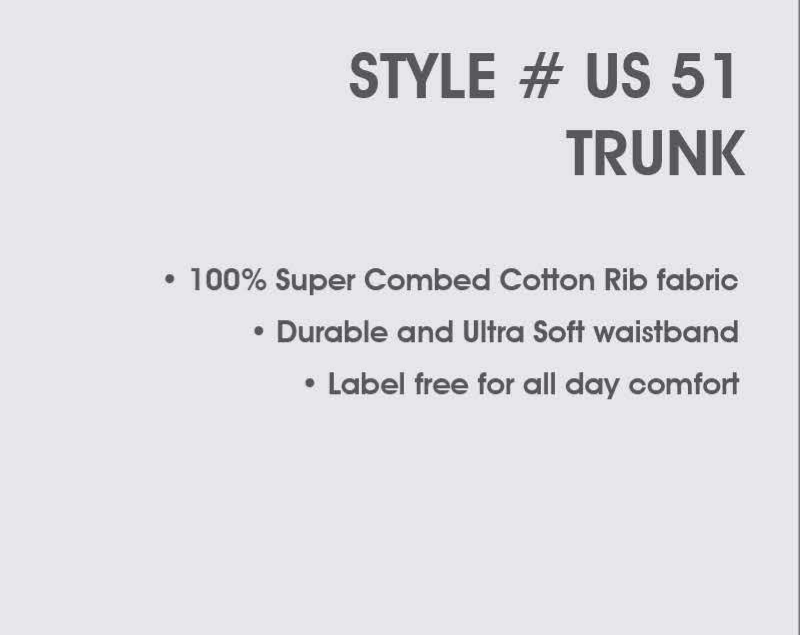 STYLE # US 51
TRUNK
• 100% Super Combed Cotton Rib fabric
• Durable and Ultra Soft waistband
• Label free for all day comfort